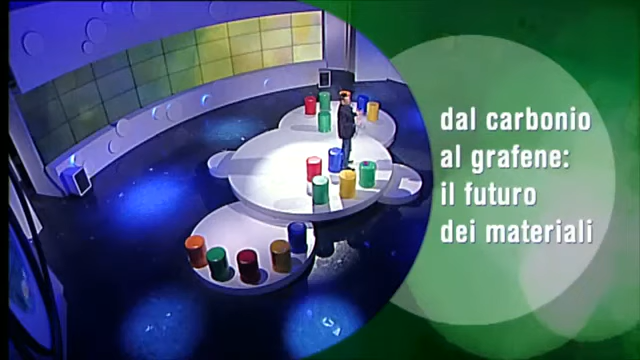 dal carbonio
al grafene:
il futuro
dei materiali